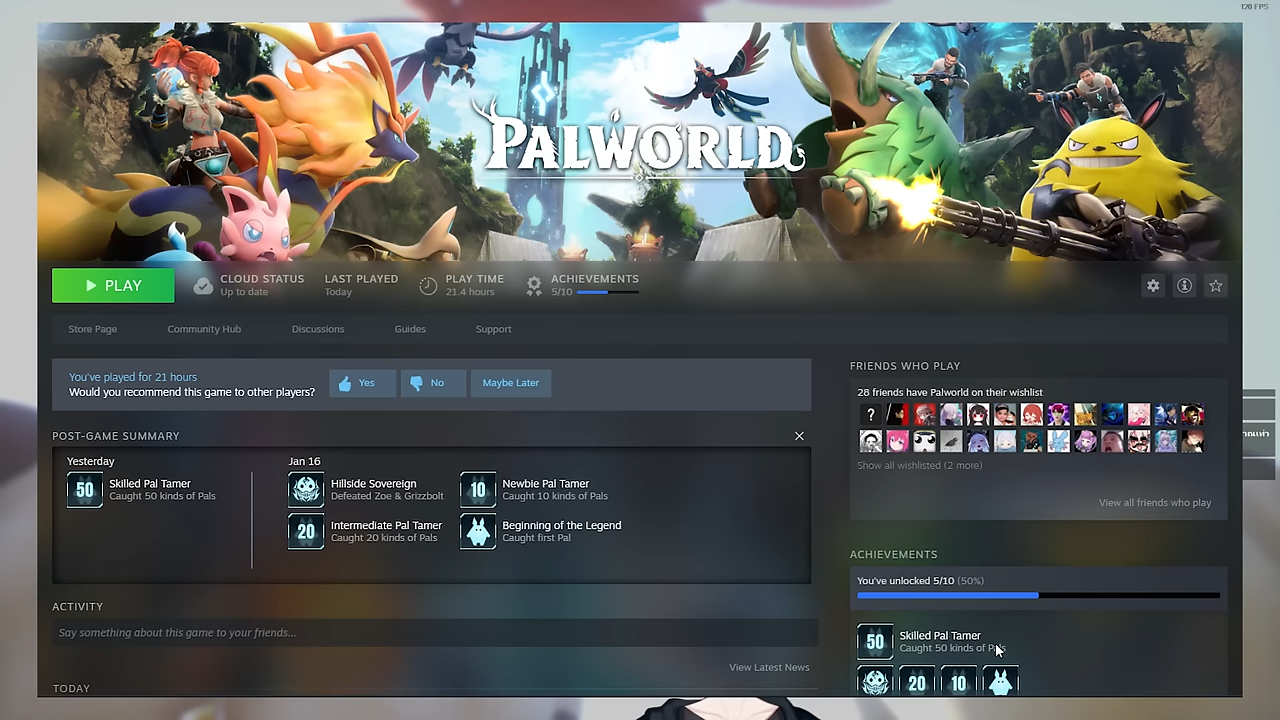 120 FPS
PALWORLD
PLAY
CLOUD STATUS
Up to date
LAST PLAYED
Today
PLAY TIME
21.4 hours
ACHIEVEMENTS
5/10
Store Page
Community Hub
Discussions
Guides
Support
You've played for 21 hours
Would you recommend this game to other players?
Yes
No
Maybe Later
POST-GAME SUMMARY
Yesterday
50
Skilled Pal Tamer
Caught 50 kinds of Pals
Jan 16
Hillside Sovereign
Defeated Zoe & Grizzbolt
10
Newbie Pal Tamer
Caught 10 kinds of Pals
20
Intermediate Pal Tamer
Caught 20 kinds of Pals
Beginning of the Legend
Caught first Pal
ACTIVITY
Say something about this game to your friends...
View Latest News
TODAY
FRIENDS WHO PLAY
28 friends have Palworld on their wishlist
?
Show all wishlisted (2 more)
View all friends who play
ACHIEVEMENTS
You've unlocked 5/10 (50%)
50
Skilled Pal Tamer
Caught 50 kinds of Pals
20
10